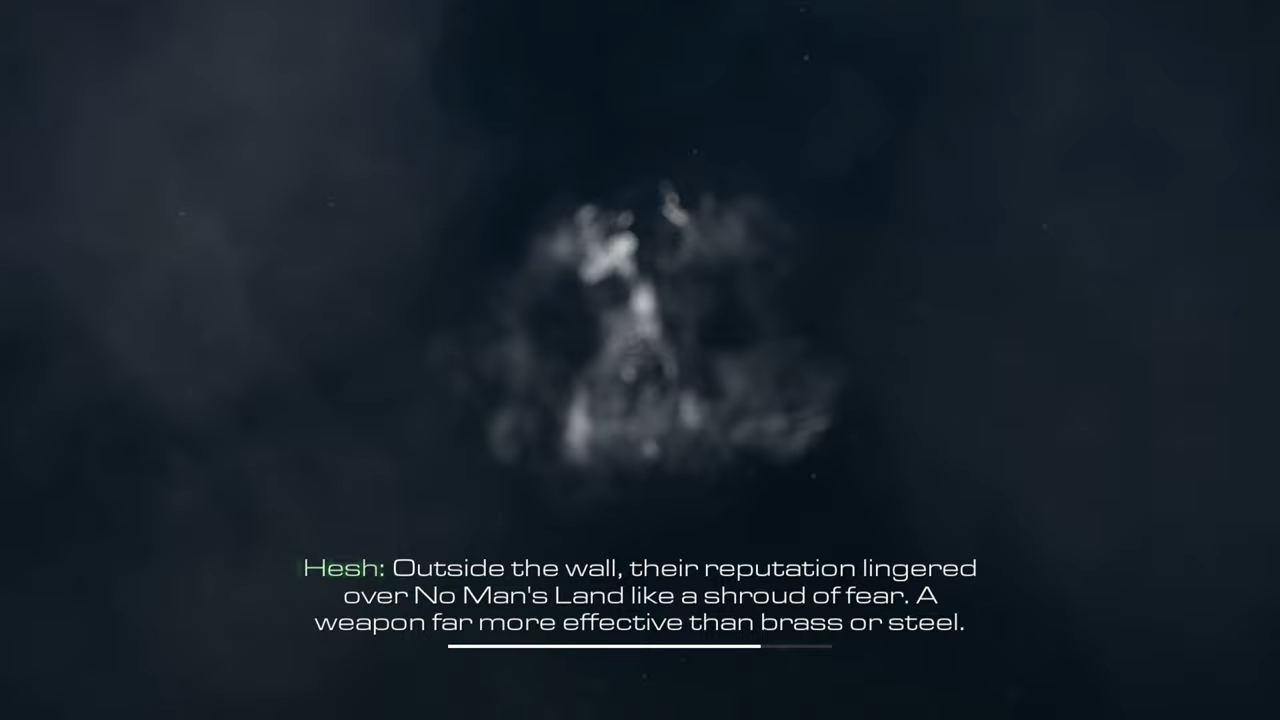 Hesh: Outside the wall, their reputation lingered
over No Man's Land like a shroud of fear. A
weapon far more effective than brass or steel.